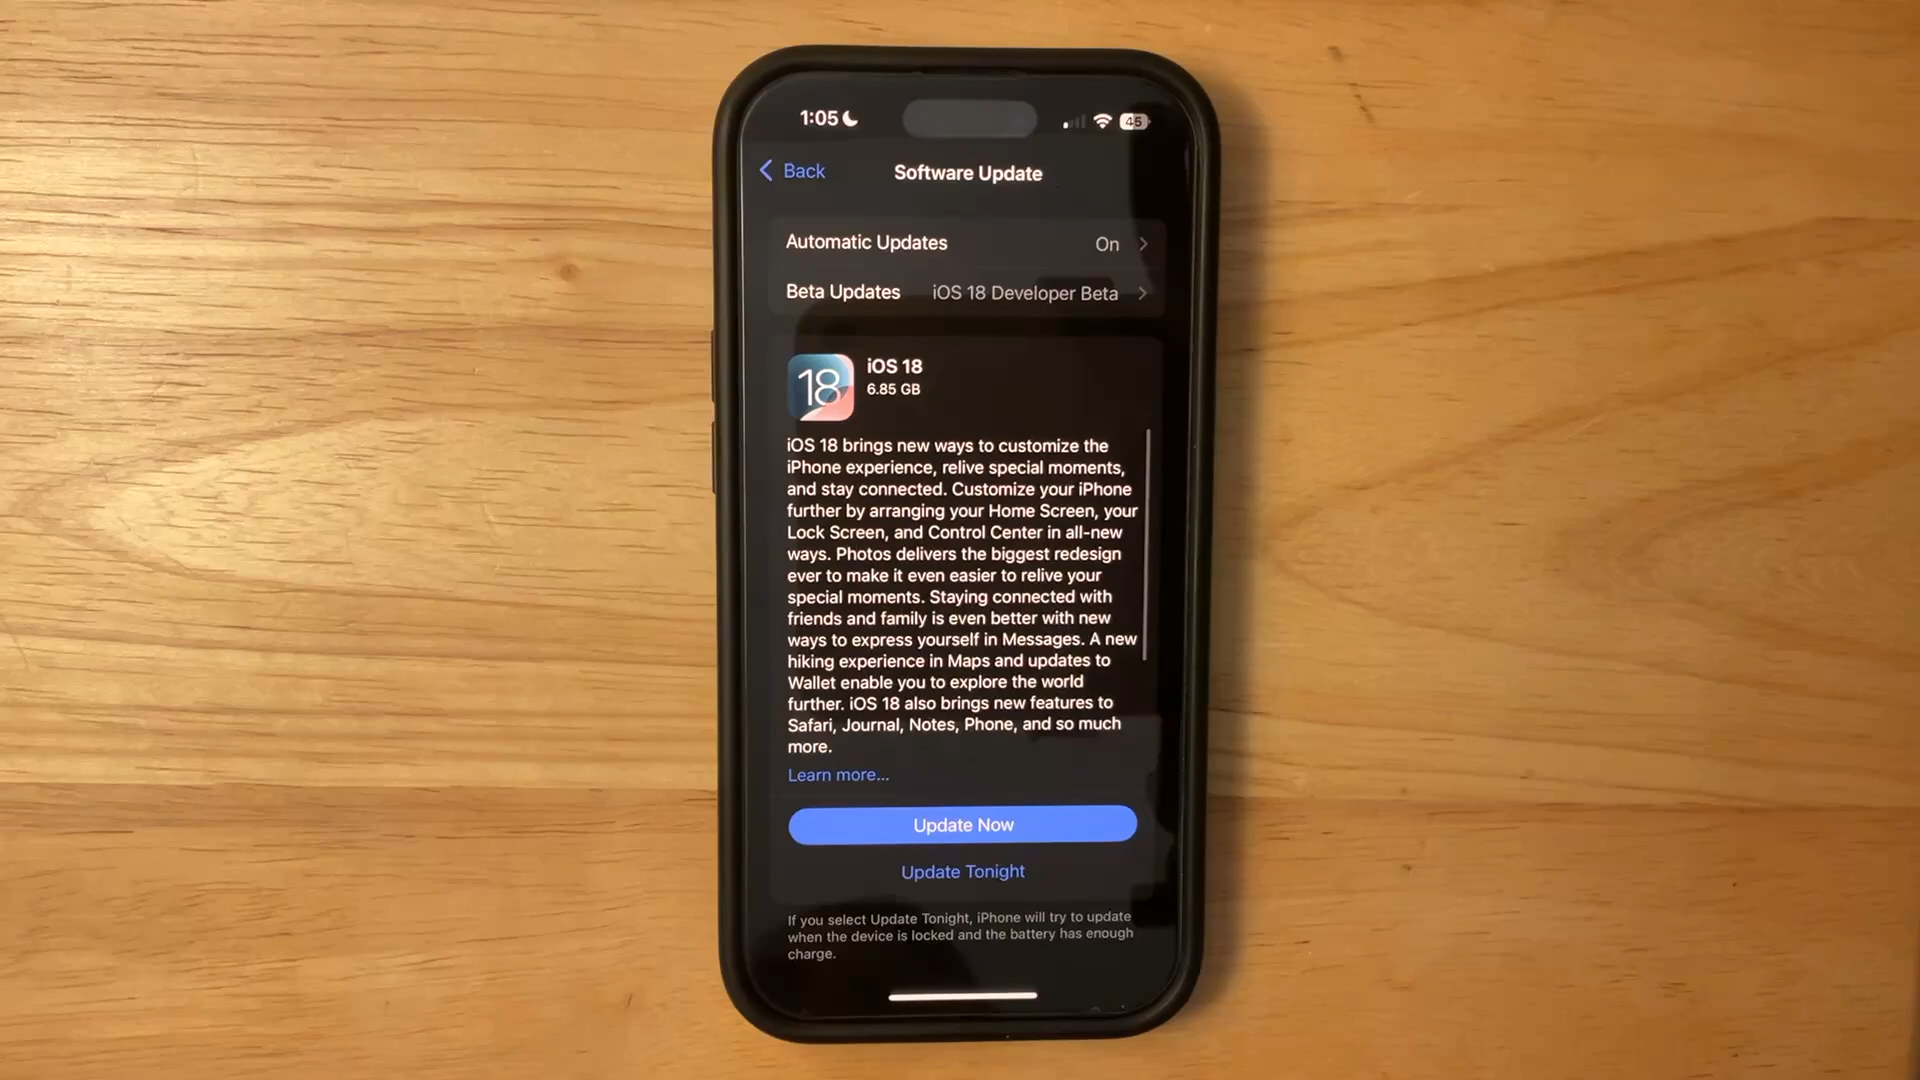 1:05
45
Back
Software Update
Automatic Updates On
Beta Updates iOS 18 Developer Beta
18
iOS 18
6.85 GB
iOS 18 brings new ways to customize the
iPhone experience, relive special moments,
and stay connected. Customize your iPhone
further by arranging your Home Screen, your
Lock Screen, and Control Center in all-new
ways. Photos delivers the biggest redesign
ever to make it even easier to relive your
special moments. Staying connected with
friends and family is even better with new
ways to express yourself in Messages. A new
hiking experience in Maps and updates to
Wallet enable you to explore the world
further. iOS 18 also brings new features to
Safari, Journal, Notes, Phone, and so much
more.
Learn more...
Update Now
Update Tonight
If you select Update Tonight, iPhone will try to update
when the device is locked and the battery has enough
charge.